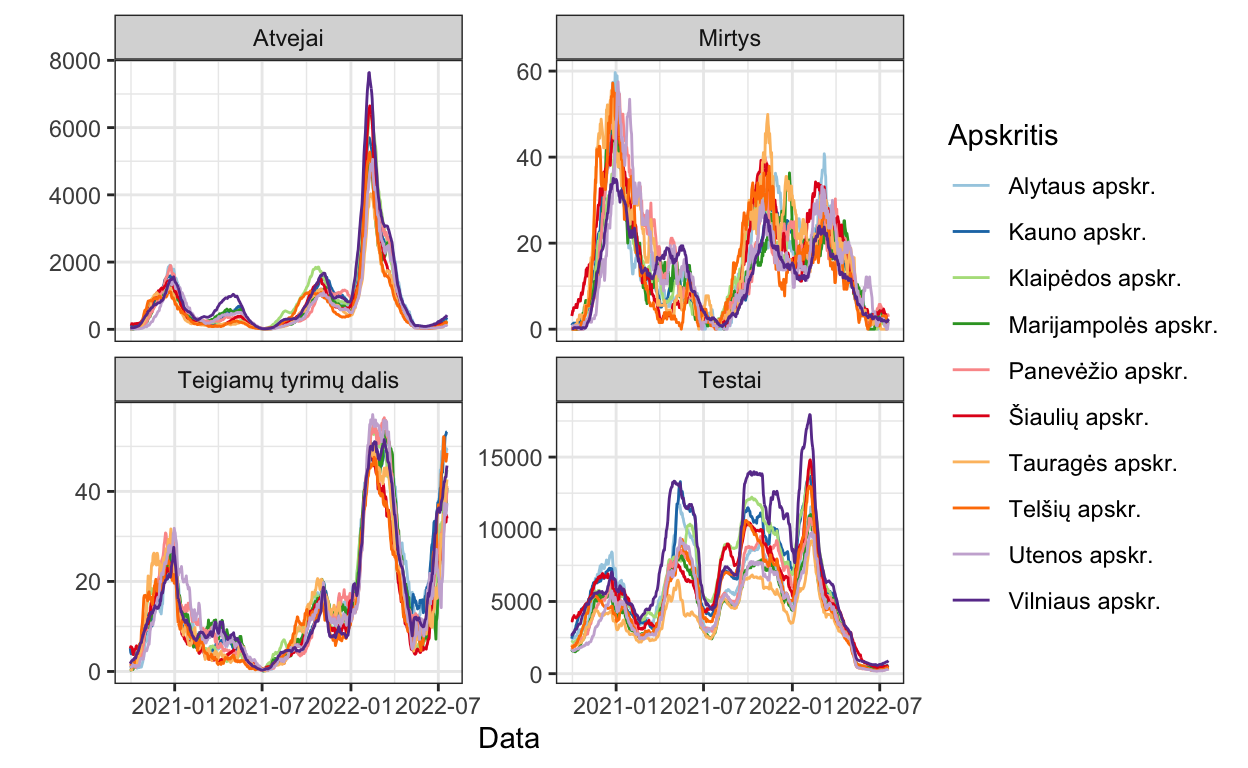 Atvejai
Mirtys
8000
6000
4000
2000
0
60
40
20
0
Teigiamų tyrimų dalis
Testai
40
20
0
15000
10000
5000
0
2021-01 2021-07 2022-01 2022-07
2021-01 2021-07 2022-01 2022-07
Data
Apskritis
Alytaus apskr.
Kauno apskr.
Klaipėdos apskr.
Marijampolės apskr.
Panevėžio apskr.
Šiaulių apskr.
Tauragės apskr.
Telšių apskr.
Utenos apskr.
Vilniaus apskr.